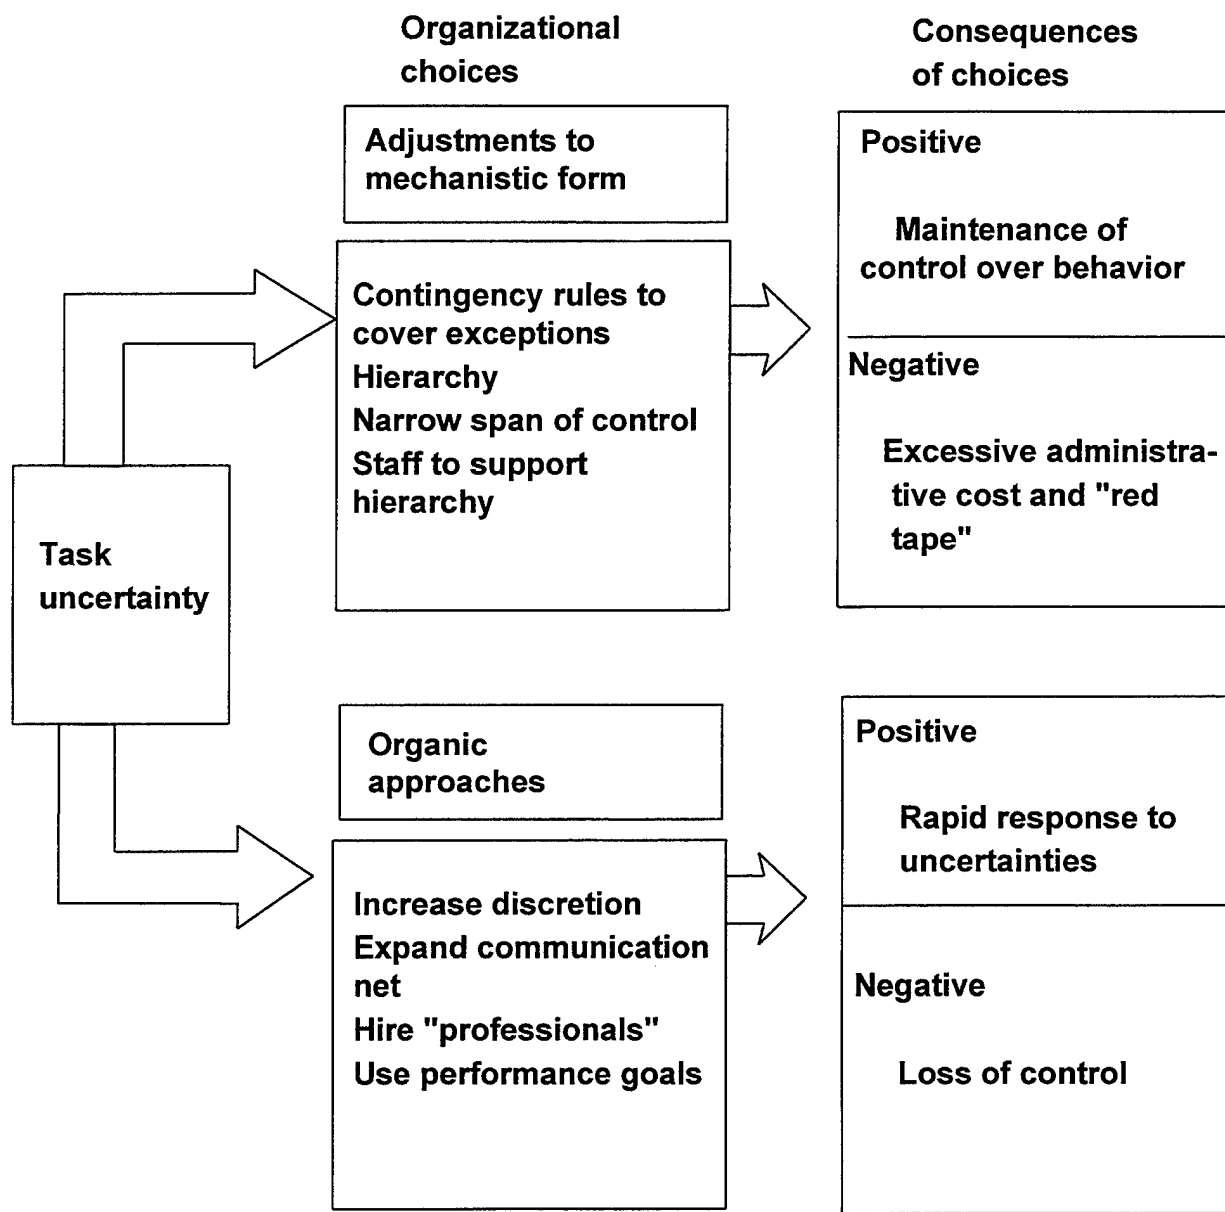 Organizational
choices
Consequences
of choices
Adjustments to
mechanistic form
Positive
Maintenance of
control over behavior
Contingency rules to
cover exceptions
Hierarchy
Narrow span of control
Staff to support
hierarchy
Negative
Excessive administra-
tive cost and "red
tape"
Task
uncertainty
Organic
approaches
Positive
Rapid response to
uncertainties
Increase discretion
Expand communication
net
Hire "professionals"
Use performance goals
Negative
Loss of control